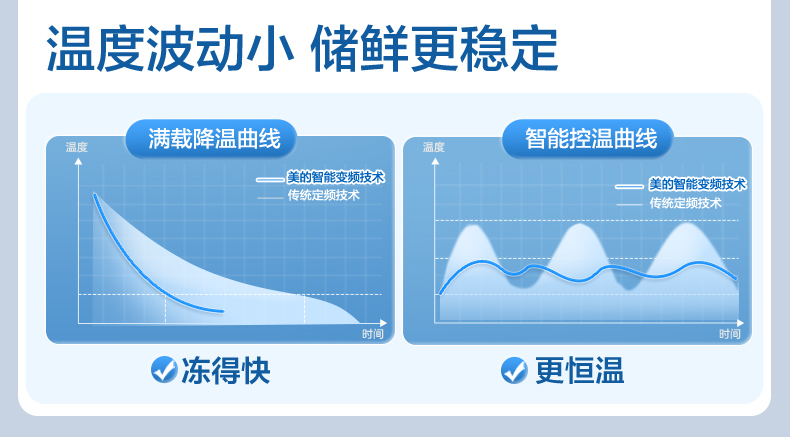 温度波动小 储鲜更稳定
满载降温曲线
温度
美的智能变频技术
传统定频技术
时间
冻得快
智能控温曲线
温度
美的智能变频技术
传统定频技术
时间
更恒温